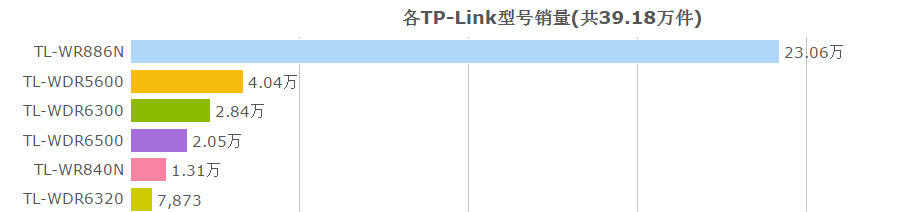 各TP-Link型号销量(共39.18万件)
TL-WR886N 23.06万
TL-WDR5600 4.04万
TL-WDR6300 2.84万
TL-WDR6500 2.05万
TL-WR840N 1.31万
TL-WDR6320 7,873